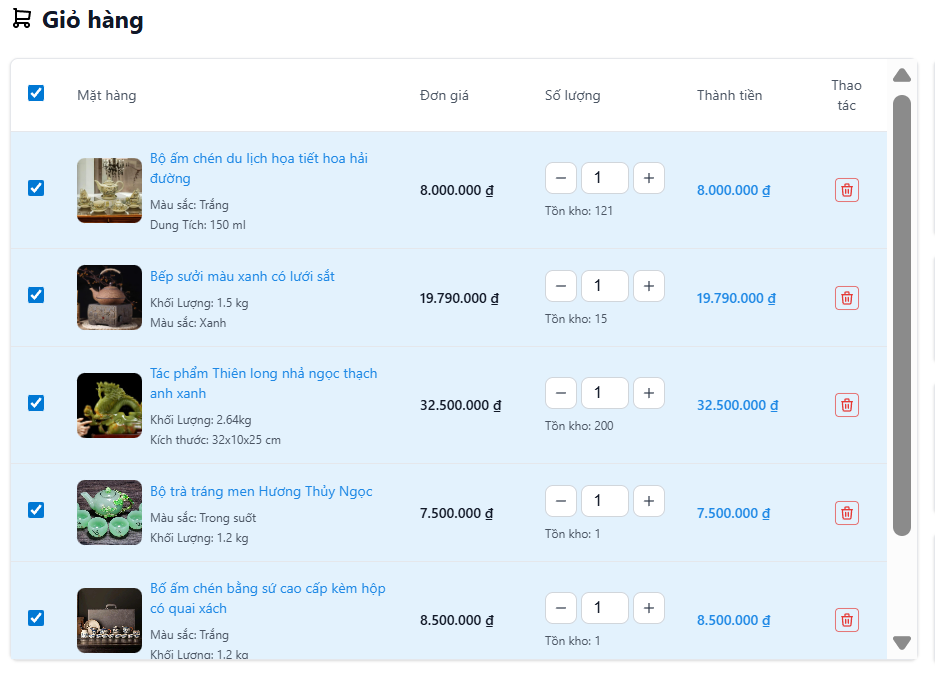 Giỏ hàng
Mặt hàng
Đơn giá
Số lượng
Thành tiền
Thao
tác
Bộ ấm chén du lịch họa tiết hoa hải
đường
Màu sắc: Trắng
Dung Tích: 150 ml
8.000.000 ₫
1
Tồn kho: 121
8.000.000 ₫
Bếp sưởi màu xanh có lưới sắt
Khối Lượng: 1.5 kg
Màu sắc: Xanh
19.790.000 ₫
1
Tồn kho: 15
19.790.000 ₫
Tác phẩm Thiên long nhả ngọc thạch
anh xanh
Khối Lượng: 2.64kg
Kích thước: 32x10x25 cm
32.500.000 ₫
1
Tồn kho: 200
32.500.000 ₫
Bộ trà tráng men Hương Thủy Ngọc
Màu sắc: Trong suốt
Khối Lượng: 1.2 kg
7.500.000 ₫
1
Tồn kho: 1
7.500.000 ₫
Bố ấm chén bằng sứ cao cấp kèm hộp
có quai xách
Màu sắc: Trắng
Khối Lượng: 1.2 kg
8.500.000 ₫
1
Tồn kho: 1
8.500.000 ₫